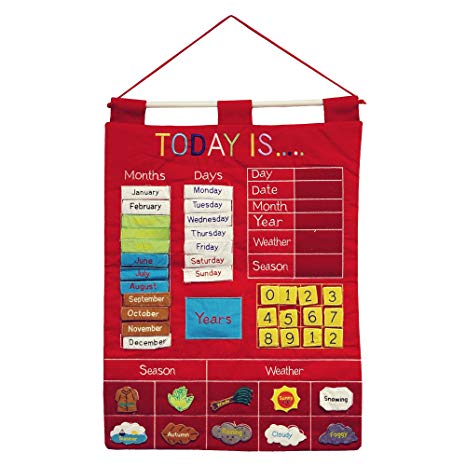 TODAY IS.....
Months
January
February
June
July
August
September
October
November
December
Days
Monday
Tuesday
Wednesday
Thursday
Friday
Saturday
Sunday
Day
Date
Month
Year
Weather
Season
Years
0 1 2 3
4 5 6 7
8 9 1 2
Season
Weather
Sunny
Snowing
Summer
Autumn
Raining
Cloudy
Foggy